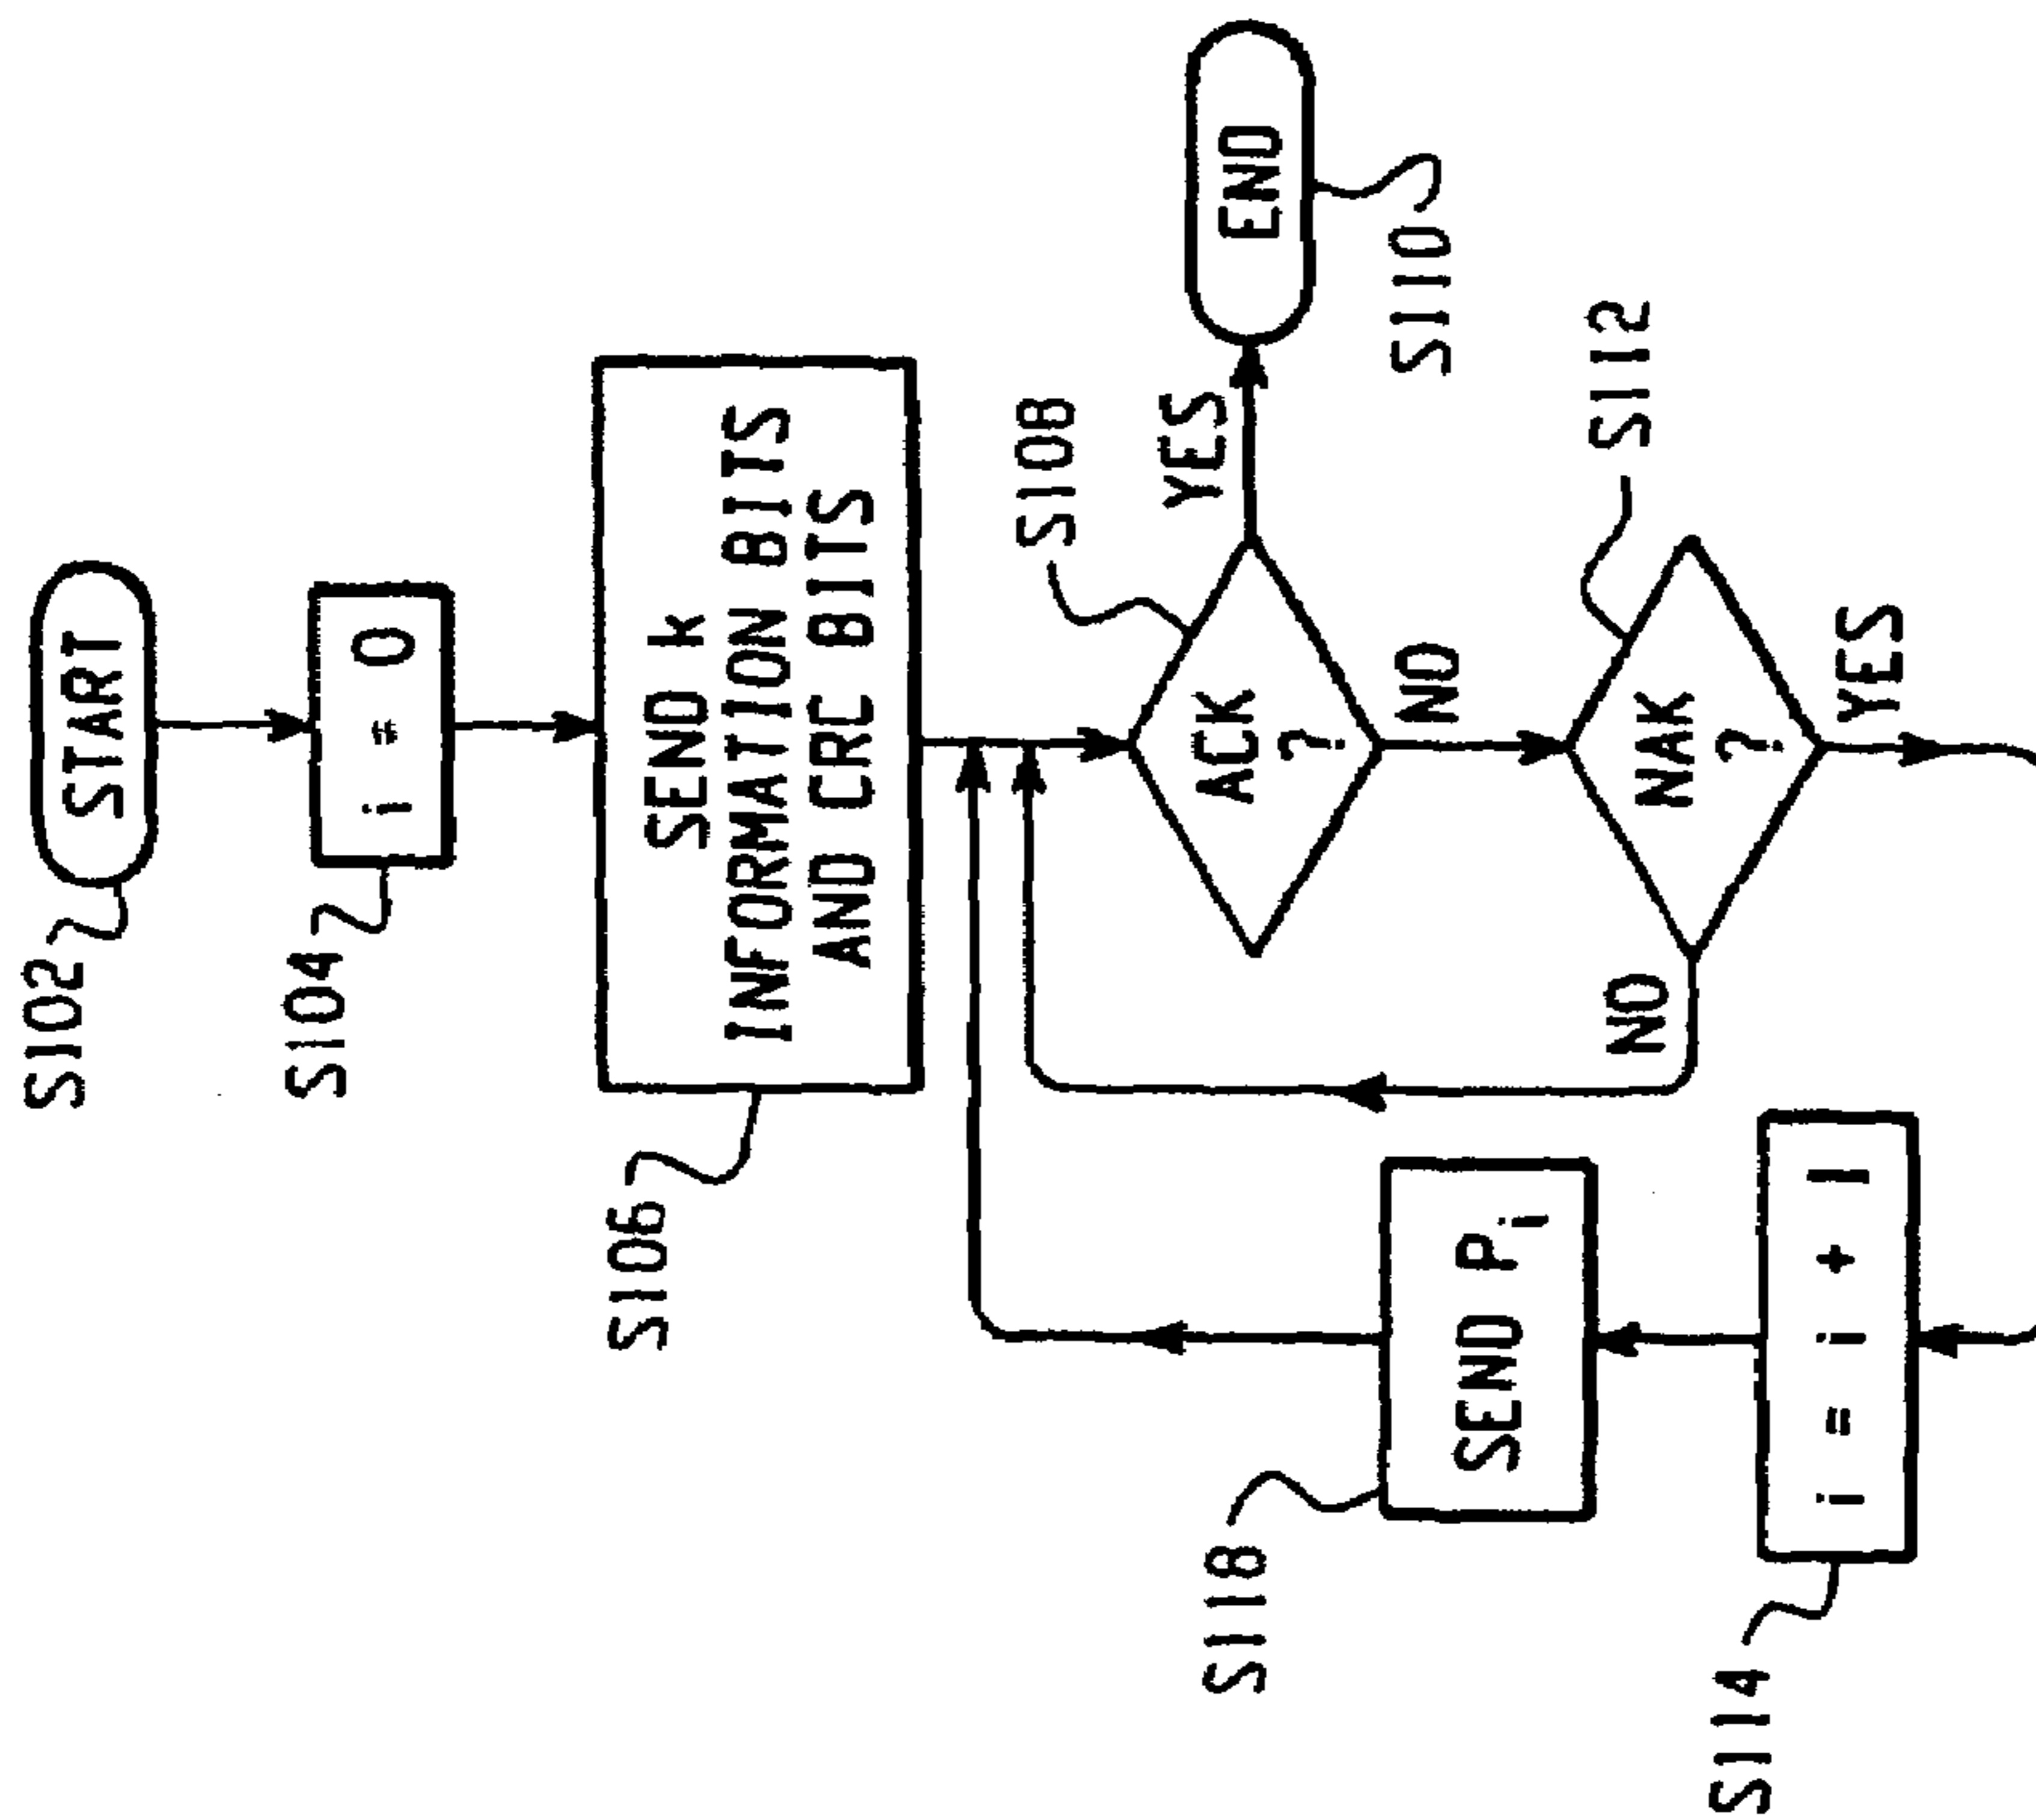 S102
START
S104
i = 0
S106
SEND k
INFORMATION BITS
AND CRC BITS
S108
ACK
?
YES
END
S110
NO
S112
NAK
?
NO
YES
S118
SEND Pi
S114
i = i + 1